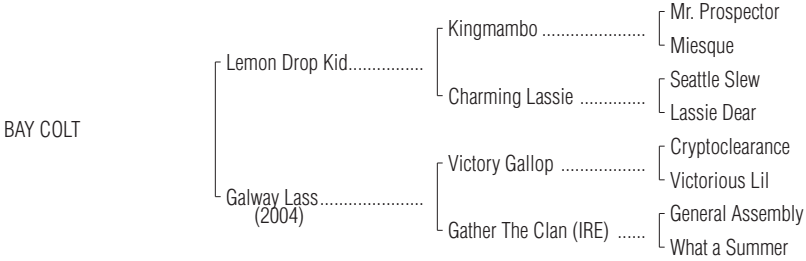 Mr. Prospector
Kingmambo ......................
Miesque
Lemon Drop Kid................
Seattle Slew
Charming Lassie ..............
Lassie Dear
BAY COLT
Cryptoclearance
Victory Gallop ..................
Victorious Lil
Galway Lass......................
(2004)
General Assembly
Gather The Clan (IRE) ......
What a Summer